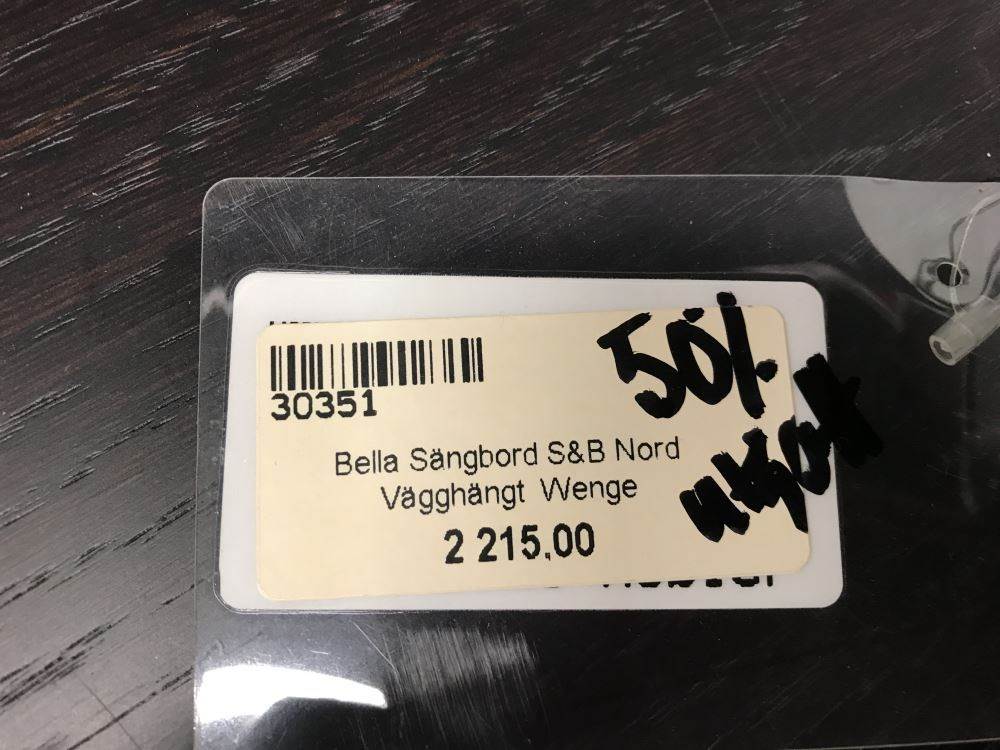 30351
50%
Bella Sängbord S&B Nord
Vägghängt Wenge
2 215,00